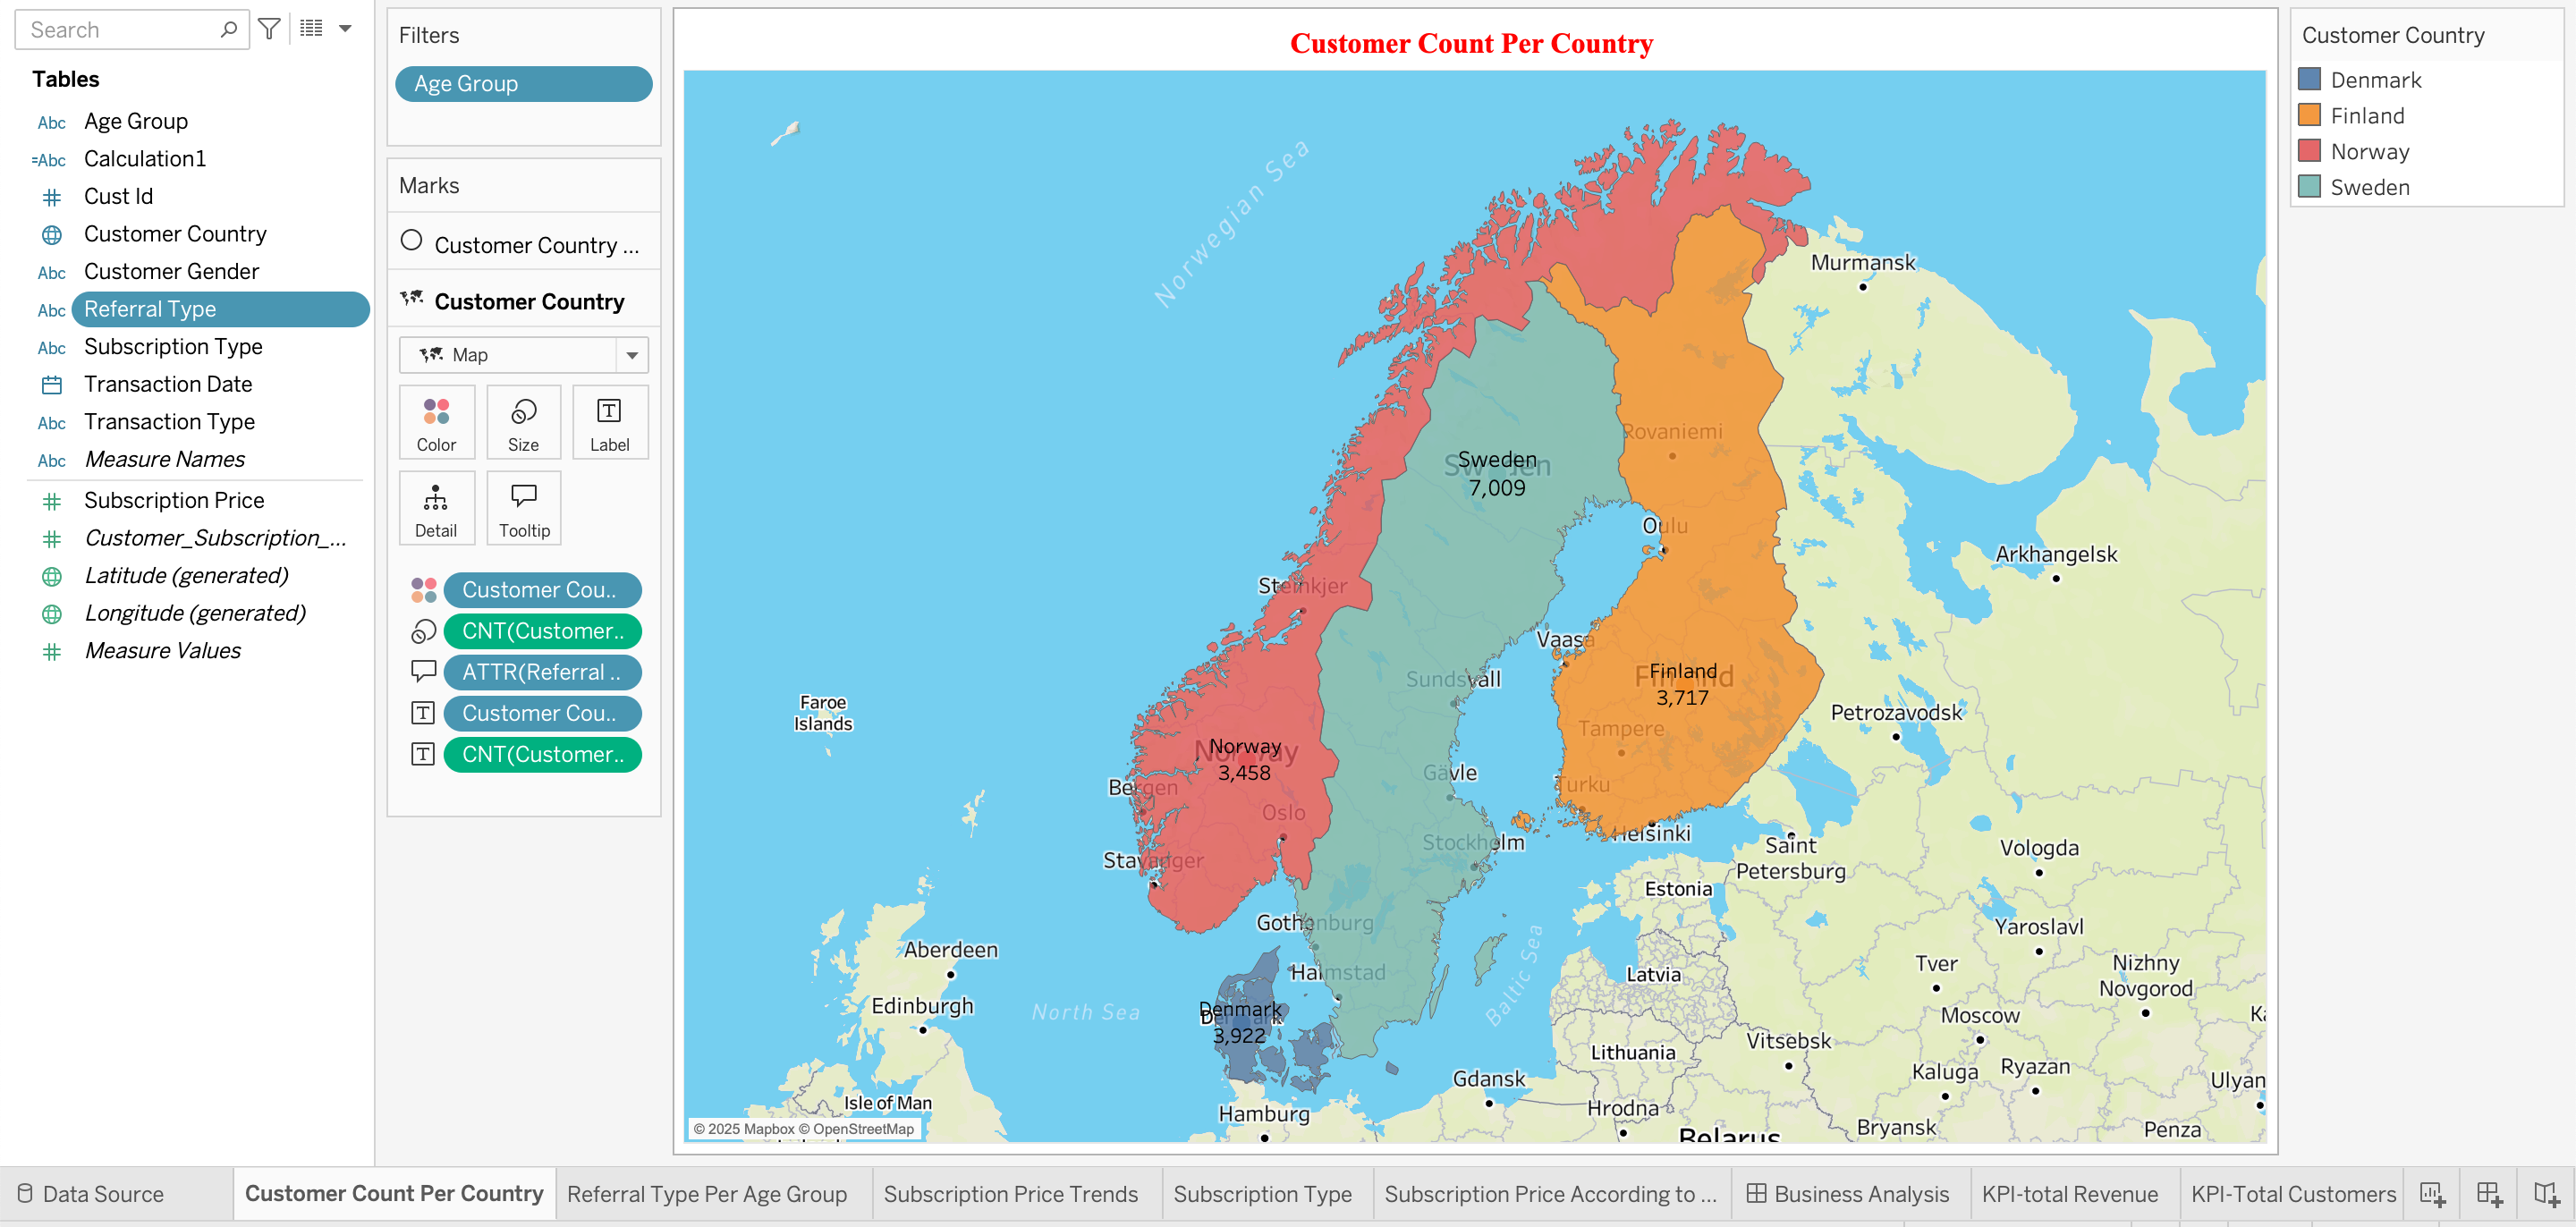 Search
Tables
Abc Age Group
=Abc Calculation1
Cust Id
Customer Country
Abc Customer Gender
Abc Referral Type
Abc Subscription Type
Transaction Date
Abc Transaction Type
Abc Measure Names
Subscription Price
Customer_Subscription_...
Latitude (generated)
Longitude (generated)
Measure Values
Filters
Age Group
Marks
Customer Country ...
Customer Country
Map
Color
Size
Label
Detail
Tooltip
Customer Cou..
CNT(Customer..
ATTR(Referral ..
Customer Cou..
CNT(Customer..
Customer Count Per Country
Norwegian Sea
Murmansk
Rovaniemi
Sweden
Sweden
7,009
Oulu
Arkhangelsk
Steinkjer
Vaasa
Sundsvall
Finland
Finland
3,717
Faroe
Islands
Petrozavodsk
Tampere
Norway
Norway
3,458
Gävle
Turku
Bergen
Oslo
Helsinki
Stockholm
Saint
Petersburg
Vologda
Stavanger
Estonia
Gothenburg
Yaroslavl
Aberdeen
Halmstad
Baltic Sea
Latvia
Tver
Nizhny
Novgorod
Edinburgh
North Sea
Denmark
Denmark
3,922
Moscow
Ka
Vitsebsk
Lithuania
Kaluga
Ryazan
Gdansk
Ulyan
Isle of Man
Hamburg
Hrodna
Bryansk
Penza
Belarus
© 2025 Mapbox © OpenStreetMap
Customer Country
Denmark
Finland
Norway
Sweden
Data Source
Customer Count Per Country
Referral Type Per Age Group
Subscription Price Trends
Subscription Type
Subscription Price According to ...
Business Analysis
KPI-total Revenue
KPI-Total Customers